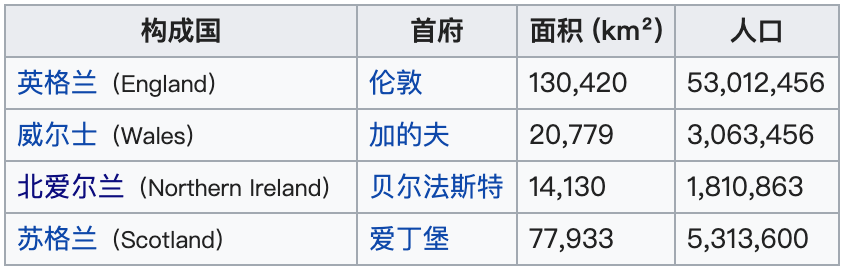 构成国 首府 面积 (km²) 人口
英格兰（England） 伦敦 130,420 53,012,456
威尔士（Wales） 加的夫 20,779 3,063,456
北爱尔兰（Northern Ireland） 贝尔法斯特 14,130 1,810,863
苏格兰（Scotland） 爱丁堡 77,933 5,313,600